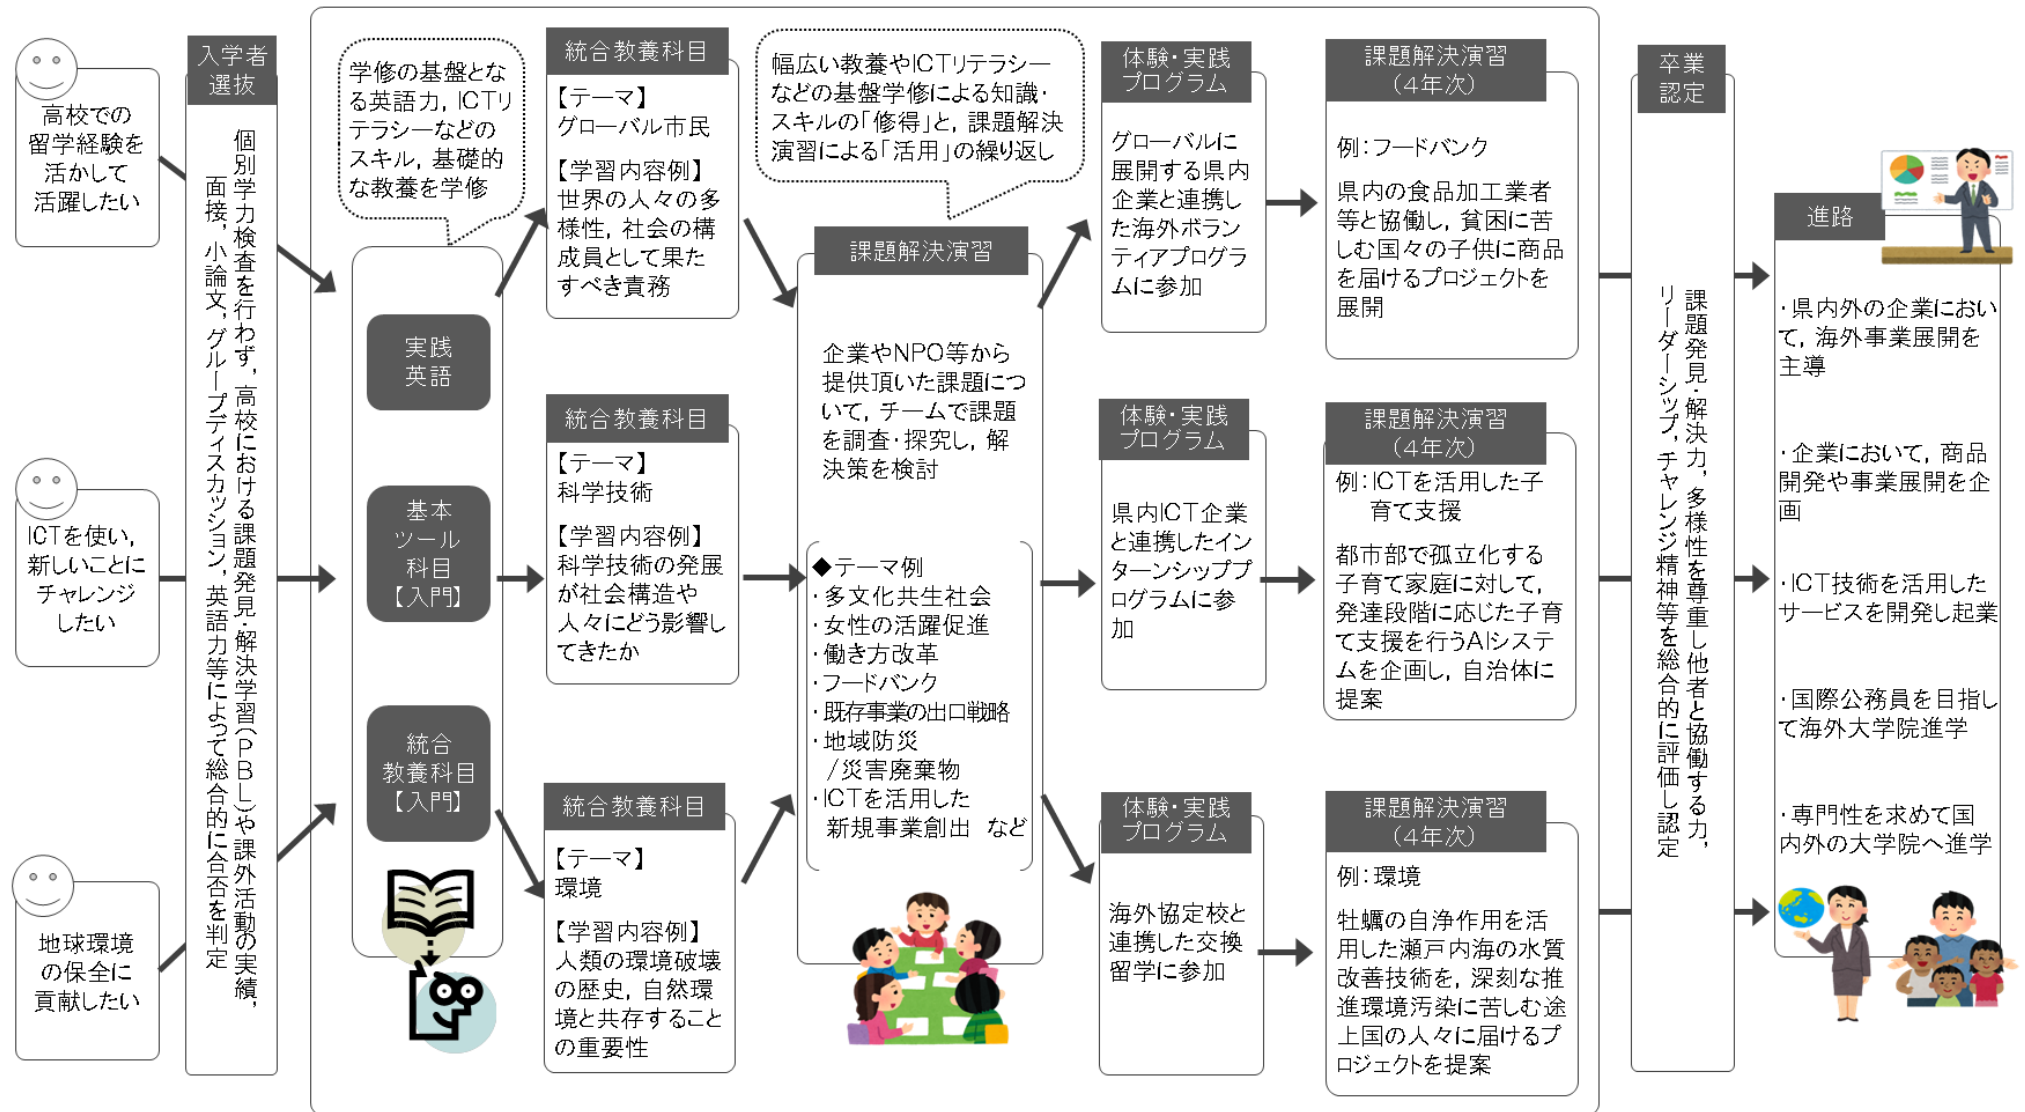 高校での
留学経験を
活かして
活躍したい
ICTを使い,
新しいことに
チャレンジ
したい
地球環境
の保全に
貢献したい
入学者
選抜
個別学力検査を行わず, 高校における課題発見・解決学習(PBL)や課外活動の実績,
面接, 小論文, グループディスカッション, 英語力等によって総合的に合否を判定
学修の基盤とな
る英語力, ICTリ
テラシーなどの
スキル, 基礎的
な教養を学修
実践
英語
基本
ツール
科目
【入門】
統合
教養科目
【入門】
統合教養科目
【テーマ】
グローバル市民
【学習内容例】
世界の人々の多
様性, 社会の構
成員として果た
すべき責務
統合教養科目
【テーマ】
科学技術
【学習内容例】
科学技術の発展
が社会構造や
人々にどう影響し
てきたか
統合教養科目
【テーマ】
環境
【学習内容例】
人類の環境破壊
の歴史, 自然環
境と共存すること
の重要性
幅広い教養やICTリテラシー
などの基盤学修による知識・
スキルの「修得」と, 課題解決
演習による「活用」の繰り返し
課題解決演習
企業やNPO等から
提供頂いた課題につ
いて, チームで課題
を調査・探究し, 解
決策を検討
◆テーマ例
・多文化共生社会
・女性の活躍促進
・働き方改革
・フードバンク
・既存事業の出口戦略
・地域防災
/災害廃棄物
・ICTを活用した
新規事業創出 など
体験・実践
プログラム
グローバルに
展開する県内
企業と連携し
た海外ボラン
ティアプログラ
ムに参加
体験・実践
プログラム
県内ICT企業
と連携したイン
ターンシッププ
ログラムに参
加
体験・実践
プログラム
海外協定校と
連携した交換
留学に参加
課題解決演習
(4年次)
例:フードバンク
県内の食品加工業者
等と協働し, 貧困に苦
しむ国々の子供に商品
を届けるプロジェクトを
展開
課題解決演習
(4年次)
例:ICTを活用した子
育て支援
都市部で孤立化する
子育て家庭に対して,
発達段階に応じた子育
て支援を行うAIシステ
ムを企画し, 自治体に
提案
課題解決演習
(4年次)
例:環境
牡蠣の自浄作用を活
用した瀬戸内海の水質
改善技術を, 深刻な推
進環境汚染に苦しむ途
上国の人々に届けるプ
ロジェクトを提案
卒業
認定
課題発見・解決力, 多様性を尊重し他者と協働する力,
リーダーシップ, チャレンジ精神等を総合的に評価し認定
進路
・県内外の企業におい
て, 海外事業展開を
主導
・企業において, 商品
開発や事業展開を企
画
・ICT技術を活用した
サービスを開発し起業
・国際公務員を目指し
て海外大学院進学
・専門性を求めて国
内外の大学院へ進学